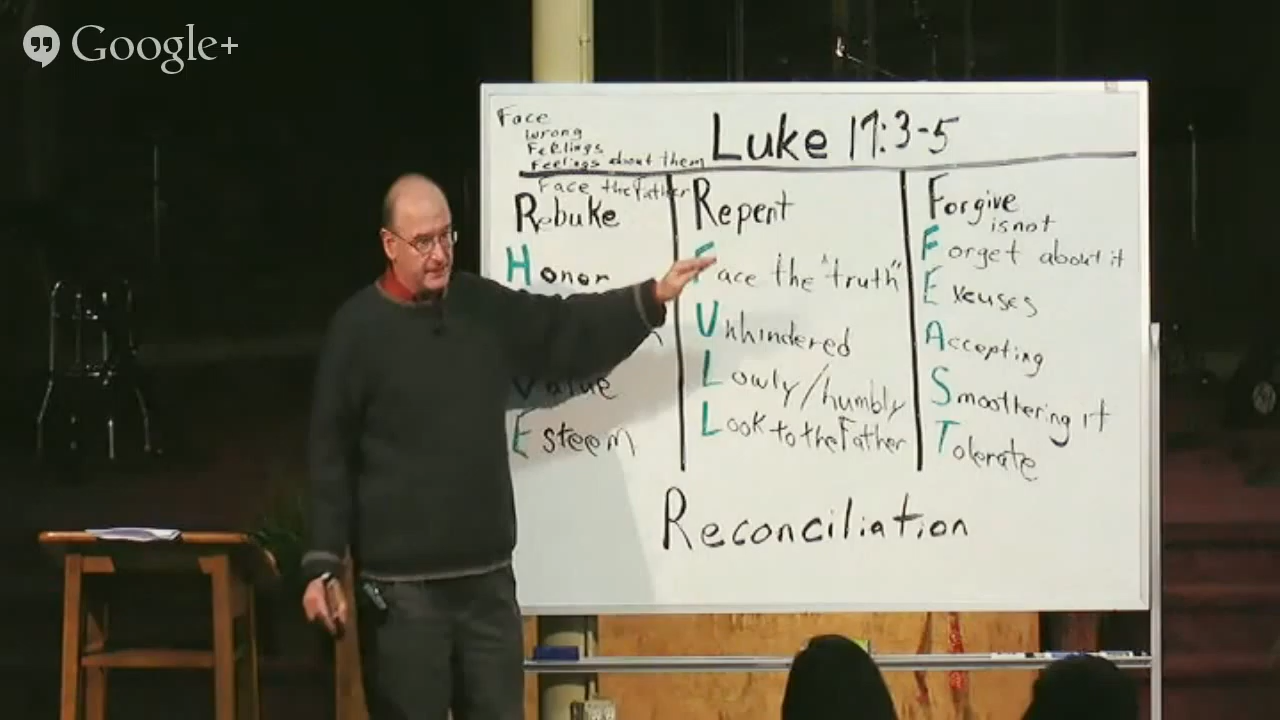 Google+
Face
wrong
Feelings
Feelings about them
Face the Father
Luke 17:3-5
Rebuke
Honor
Value
Esteem
Repent
Face the "truth"
Unhindered
Lowly/humbly
Look to the Father
Forgive
is not
Forget about it
Excuses
Accepting
Smoothering it
Tolerate
Reconciliation